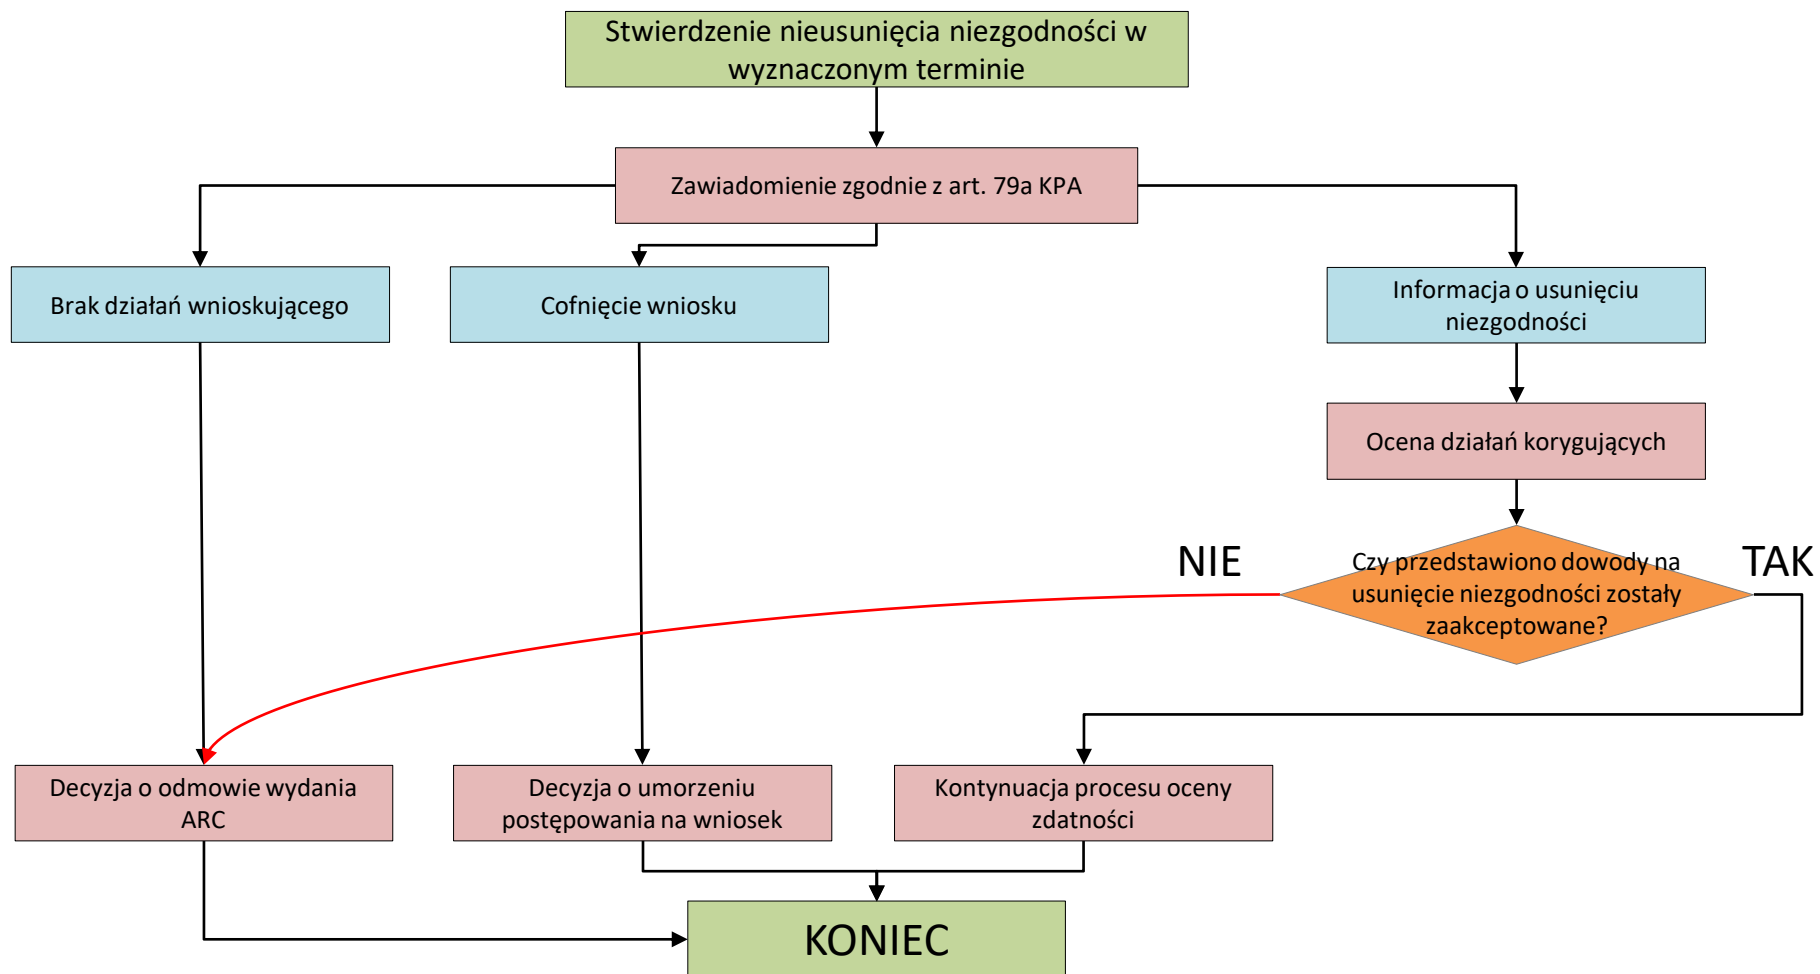 Stwierdzenie nieusunięcia niezgodności w
wyznaczonym terminie
Zawiadomienie zgodnie z art. 79a KPA
Brak działań wnioskującego
Cofnięcie wniosku
Informacja o usunięciu
niezgodności
Ocena działań korygujących
NIE
Czy przedstawiono dowody na
usunięcie niezgodności zostały
zaakceptowane?
TAK
Decyzja o odmowie wydania
ARC
Decyzja o umorzeniu
postępowania na wniosek
Kontynuacja procesu oceny
zdatności
KONIEC